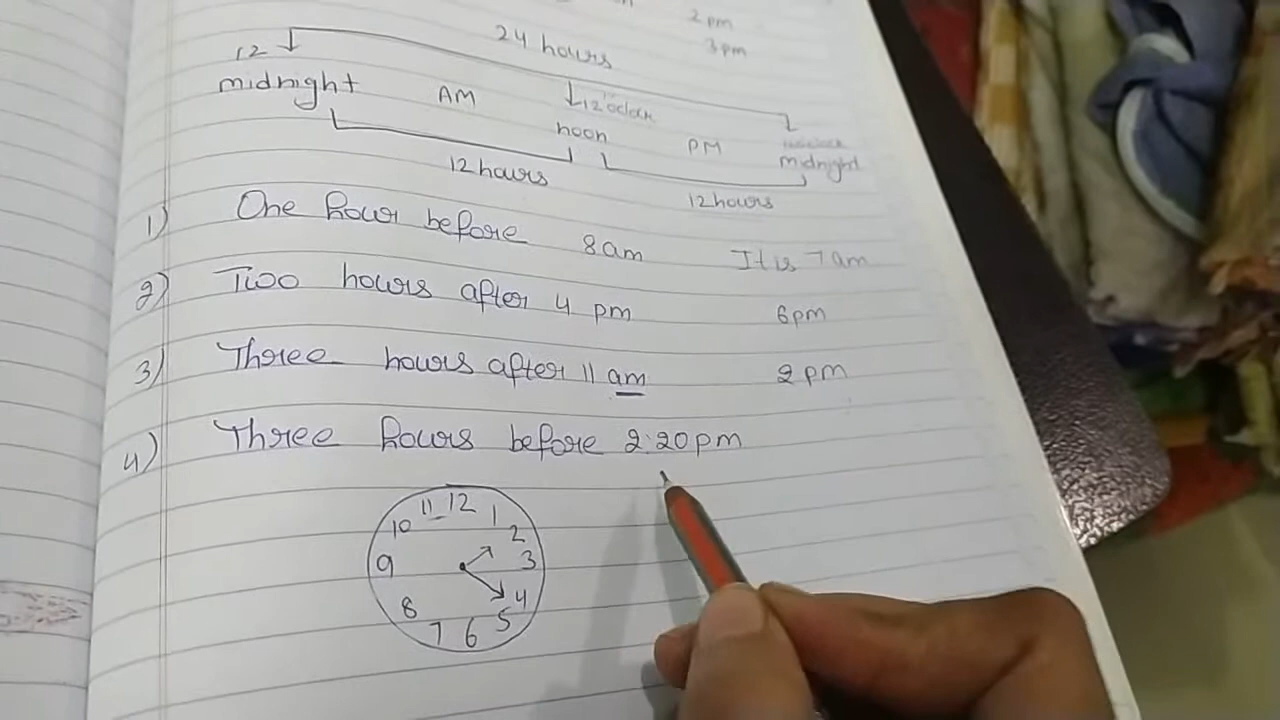 2 pm
3 pm
24 hours
12
midnight
AM
12 o'clock
noon
PM
midnight
12 hours
12 hours
1) One hour before 8 am It is 7 am
2) Two hours after 4 pm 6 pm
3) Three hours after 11 am 2 pm
4) Three hours before 2:20 pm
11 12 1
10 2
9 3
8 4
7 6 5